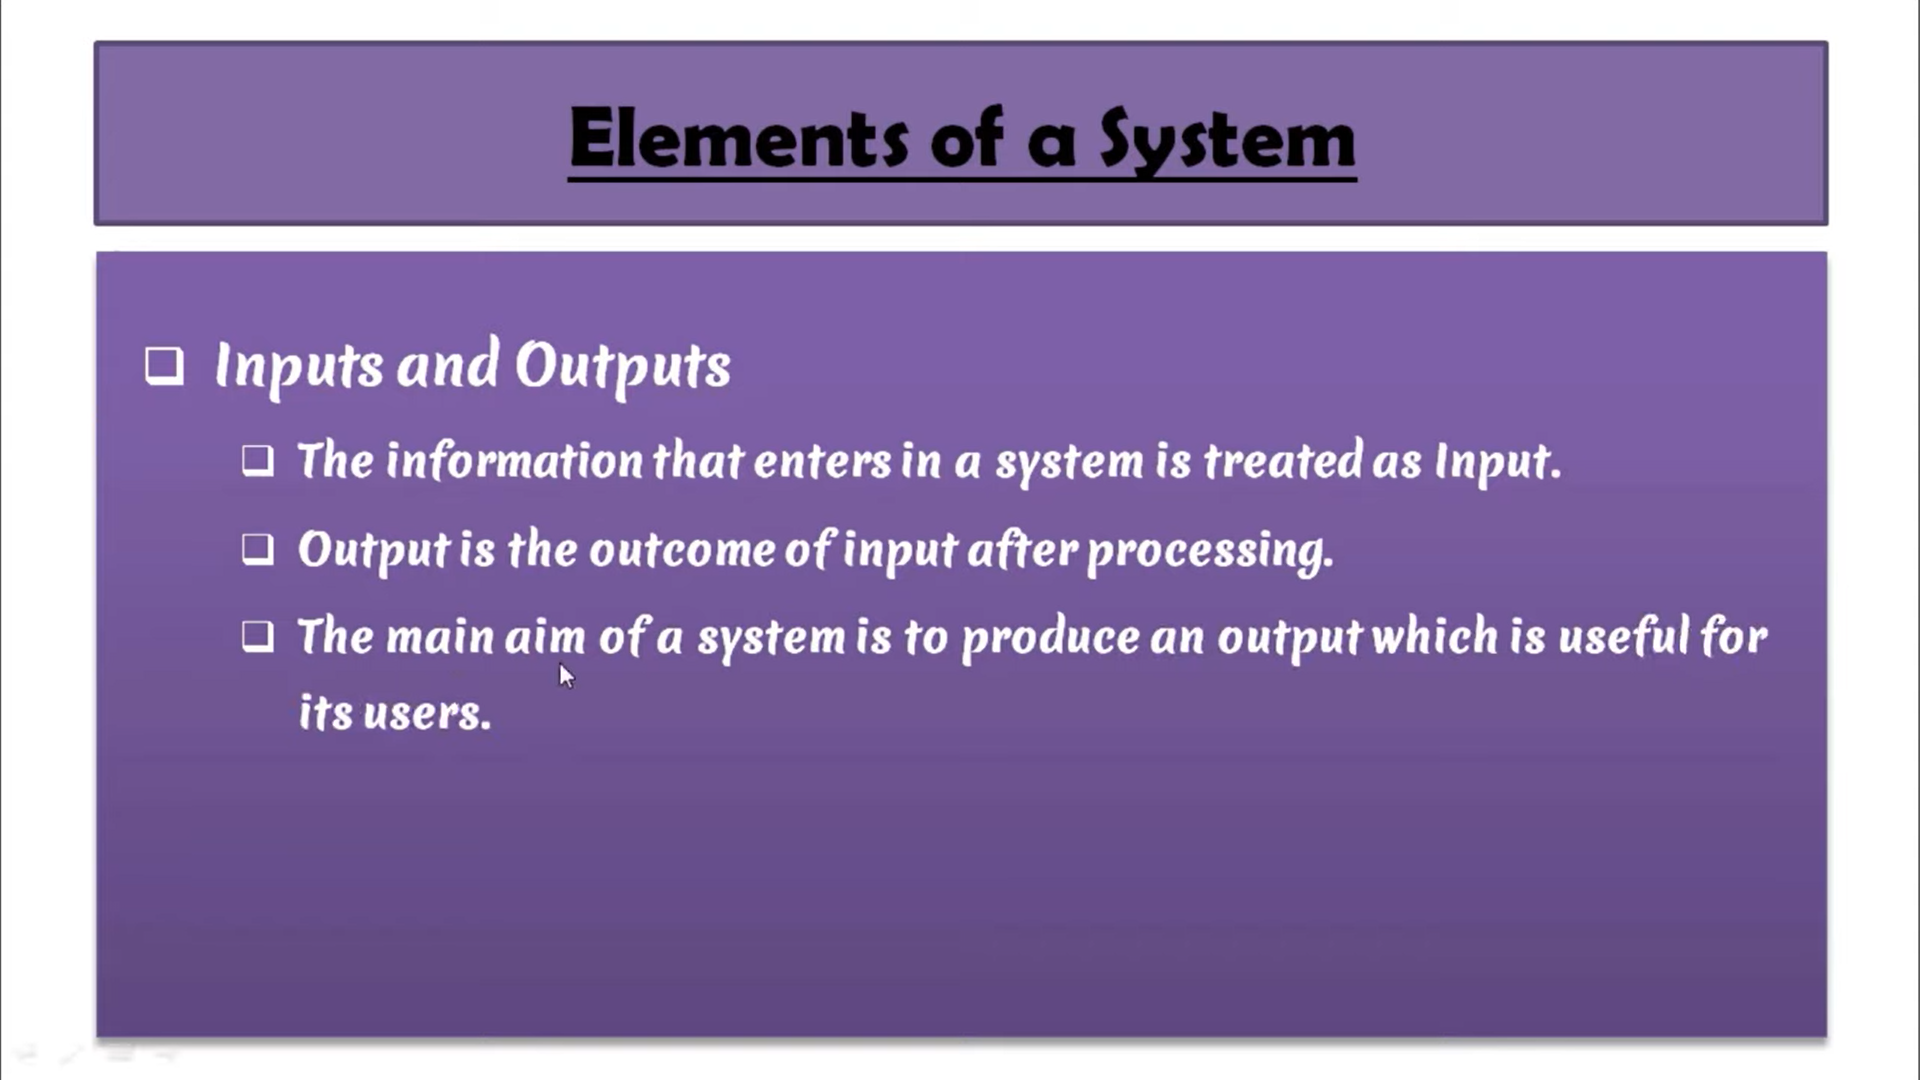 Elements of a System
Inputs and Outputs
The information that enters in a system is treated as Input.
Output is the outcome of input after processing.
The main aim of a system is to produce an output which is useful for
its users.